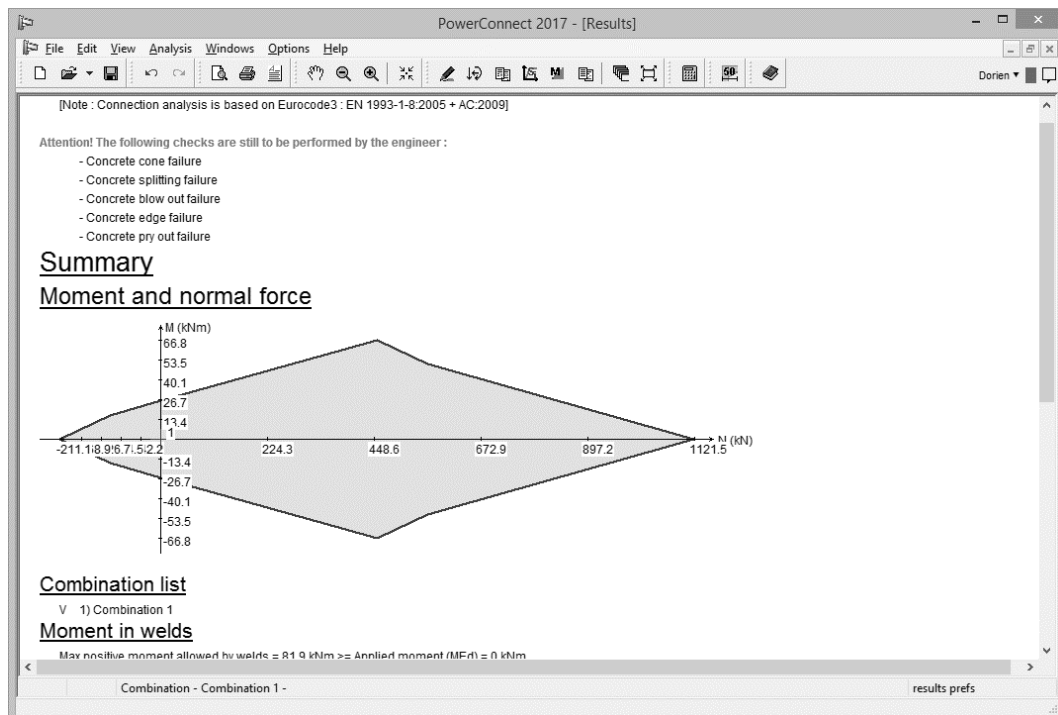 PowerConnect 2017 - [Results]
File Edit View Analysis Windows Options Help
50-
Dorien
[Note : Connection analysis is based on Eurocode3 : EN 1993-1-8:2005 + AC:2009]
Attention! The following checks are still to be performed by the engineer :
- Concrete cone failure
- Concrete splitting failure
- Concrete blow out failure
- Concrete edge failure
- Concrete pry out failure
Summary
Moment and normal force
M (kNm)
66.8
53.5
40.1
26.7
13.4
1
N (kN)
224.3 448.6 672.9 897.2 1121.5
-13.4
-26.7
-40.1
-53.5
-66.8
Combination list
V 1) Combination 1
Moment in welds
Max positive moment allowed by welds = 81.9 kNm >= Applied moment (MEd) = 0 kNm
Combination - Combination 1 - results prefs